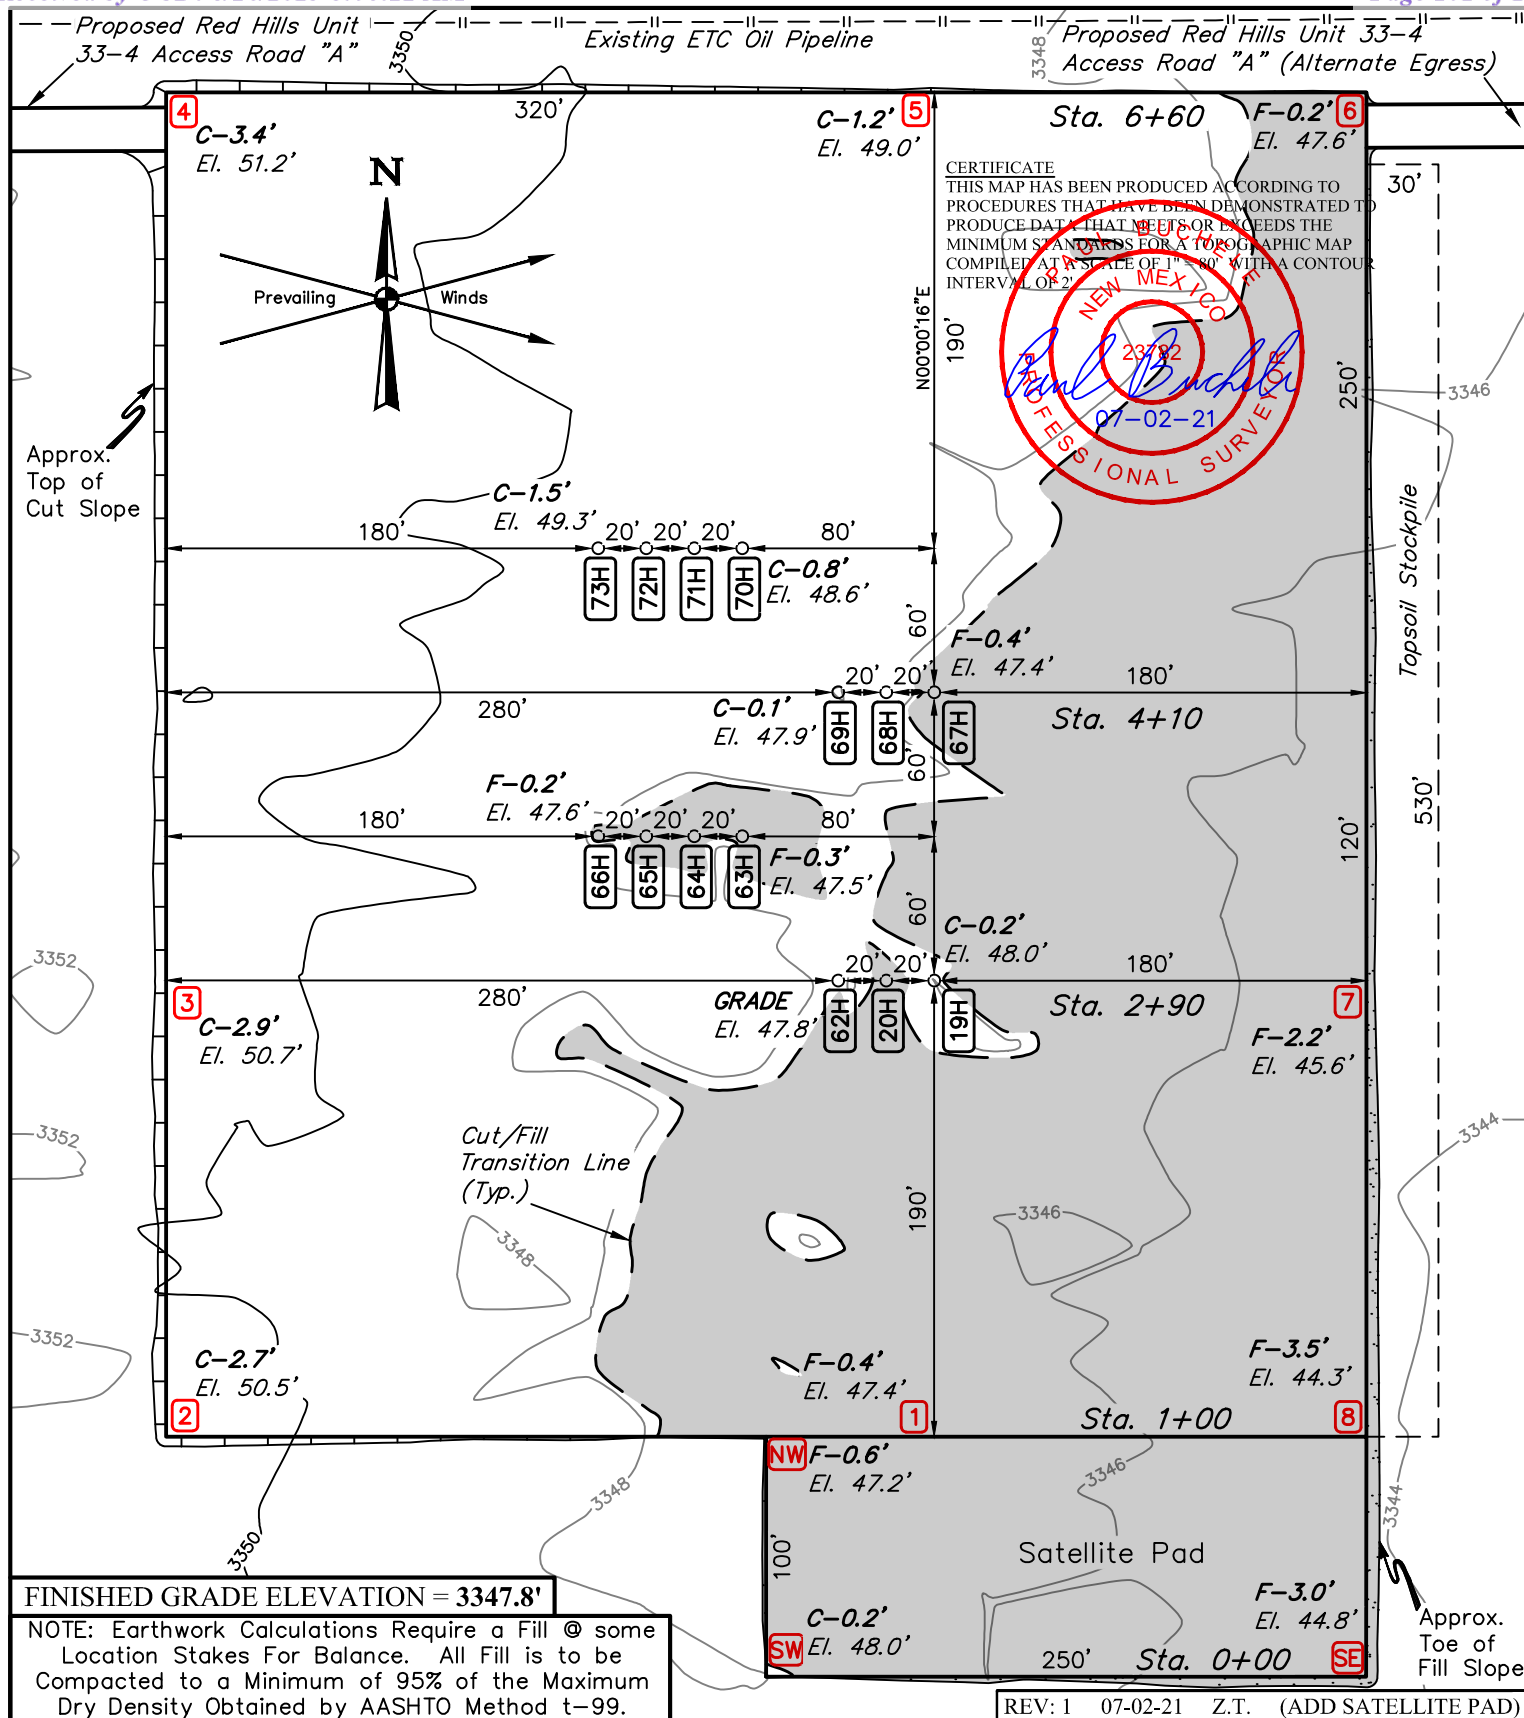 Proposed Red Hills Unit
33-4 Access Road "A"
3350
Existing ETC Oil Pipeline
3348
Proposed Red Hills Unit 33-4
Access Road "A" (Alternate Egress)
4
C-3.4'
El. 51.2'
320'
C-1.2'
El. 49.0'
5
Sta. 6+60
F-0.2'
El. 47.6'
6
30'
N
Prevailing Winds
CERTIFICATE
THIS MAP HAS BEEN PRODUCED ACCORDING TO
PROCEDURES THAT HAVE BEEN DEMONSTRATED TO
PRODUCE DATA THAT MEETS OR EXCEEDS THE
MINIMUM STANDARDS FOR A TOPOGRAPHIC MAP
COMPILED AT A SCALE OF 1" = 80' WITH A CONTOUR
INTERVAL OF 2'
PAUL BUCHELE
NEW MEXICO
23782
Paul Buchele
07-02-21
PROFESSIONAL SURVEYOR
N00°00'16"E
190'
250'
3346
Approx.
Top of
Cut Slope
Topsoil Stockpile
C-1.5'
El. 49.3'
180'
20'
20'
20'
80'
73H
72H
71H
70H
C-0.8'
El. 48.6'
60'
F-0.4'
El. 47.4'
280'
20'
20'
180'
C-0.1'
El. 47.9'
69H
68H
67H
Sta. 4+10
60'
F-0.2'
El. 47.6'
180'
20'
20'
20'
80'
530'
120'
66H
65H
64H
63H
F-0.3'
El. 47.5'
60'
C-0.2'
El. 48.0'
3352
280'
20'
20'
180'
3
C-2.9'
El. 50.7'
GRADE
El. 47.8'
62H
20H
19H
Sta. 2+90
7
F-2.2'
El. 45.6'
3352
3344
Cut/Fill
Transition Line
(Typ.)
190'
3346
3348
3352
C-2.7'
El. 50.5'
2
F-0.4'
El. 47.4'
1
Sta. 1+00
F-3.5'
El. 44.3'
8
NW
F-0.6'
El. 47.2'
3346
3348
3344
3350
100'
Satellite Pad
C-0.2'
El. 48.0'
SW
250'
Sta. 0+00
F-3.0'
El. 44.8'
SE
Approx.
Toe of
Fill Slope
FINISHED GRADE ELEVATION = 3347.8'
NOTE: Earthwork Calculations Require a Fill @ some
Location Stakes For Balance. All Fill is to be
Compacted to a Minimum of 95% of the Maximum
Dry Density Obtained by AASHTO Method t-99.
REV: 1 07-02-21 Z.T. (ADD SATELLITE PAD)